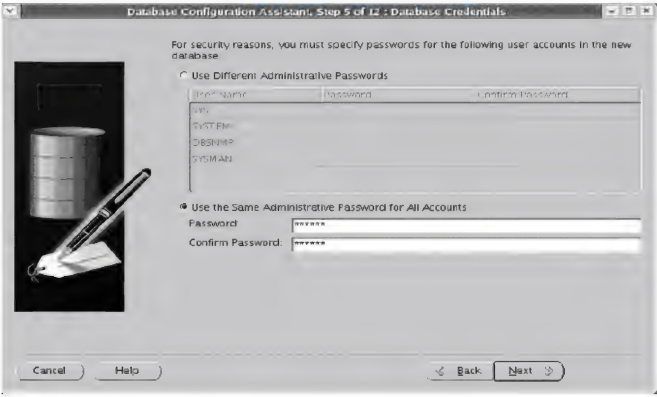 Database Configuration Assistant, Step 5 of 12 : Database Credentials
For security reasons, you must specify passwords for the following user accounts in the new
database.
Use Different Administrative Passwords
User Name Password Confirm Password
SYS
SYSTEM
DBSNMP
SYSMAN
Use the Same Administrative Password for All Accounts
Password ******
Confirm Password: ******
Cancel Help Back Next